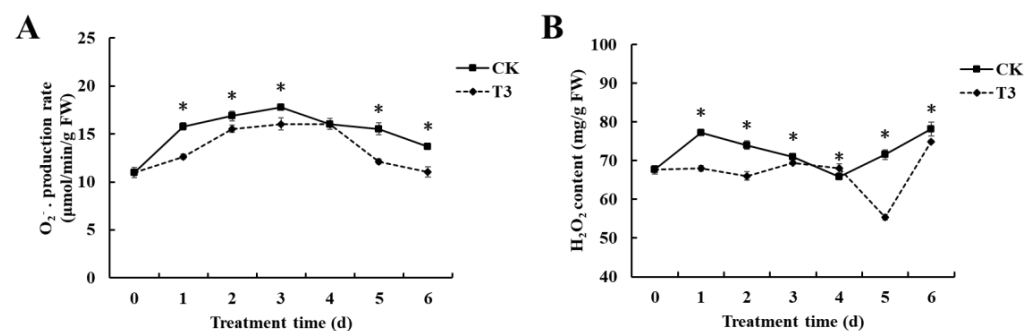 A
O₂⁻· production rate
(μmol/min/g FW)
25
20
15
10
5
0
* * * * *
CK
T3
0 1 2 3 4 5 6
Treatment time (d)
B
H₂O₂ content (mg/g FW)
100
90
80
70
60
50
40
* * * * * *
CK
T3
0 1 2 3 4 5 6
Treatment time (d)